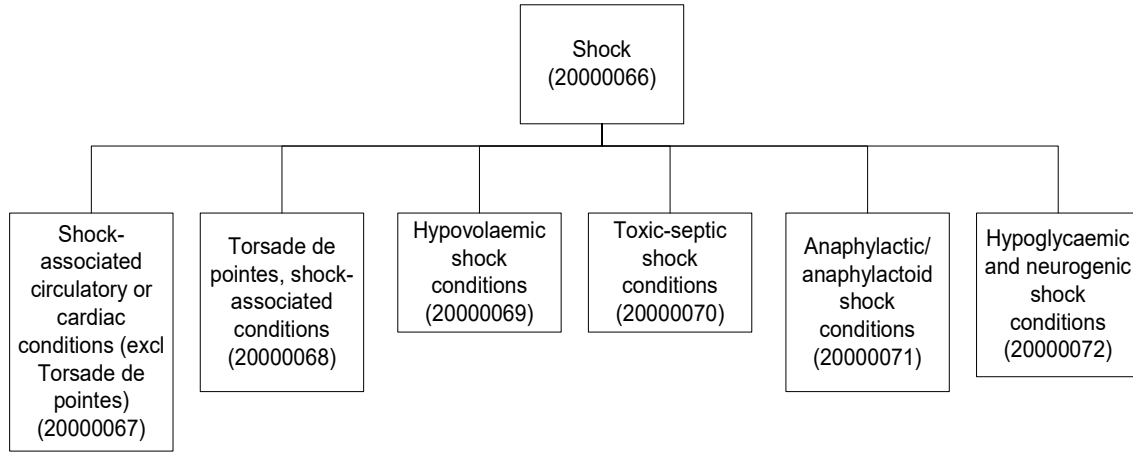 Shock
(20000066)
Shock-
associated
circulatory or
cardiac
conditions (excl
Torsade de
pointes)
(20000067)
Torsade de
pointes, shock-
associated
conditions
(20000068)
Hypovolaemic
shock
conditions
(20000069)
Toxic-septic
shock
conditions
(20000070)
Anaphylactic/
anaphylactoid
shock
conditions
(20000071)
Hypoglycaemic
and neurogenic
shock
conditions
(20000072)